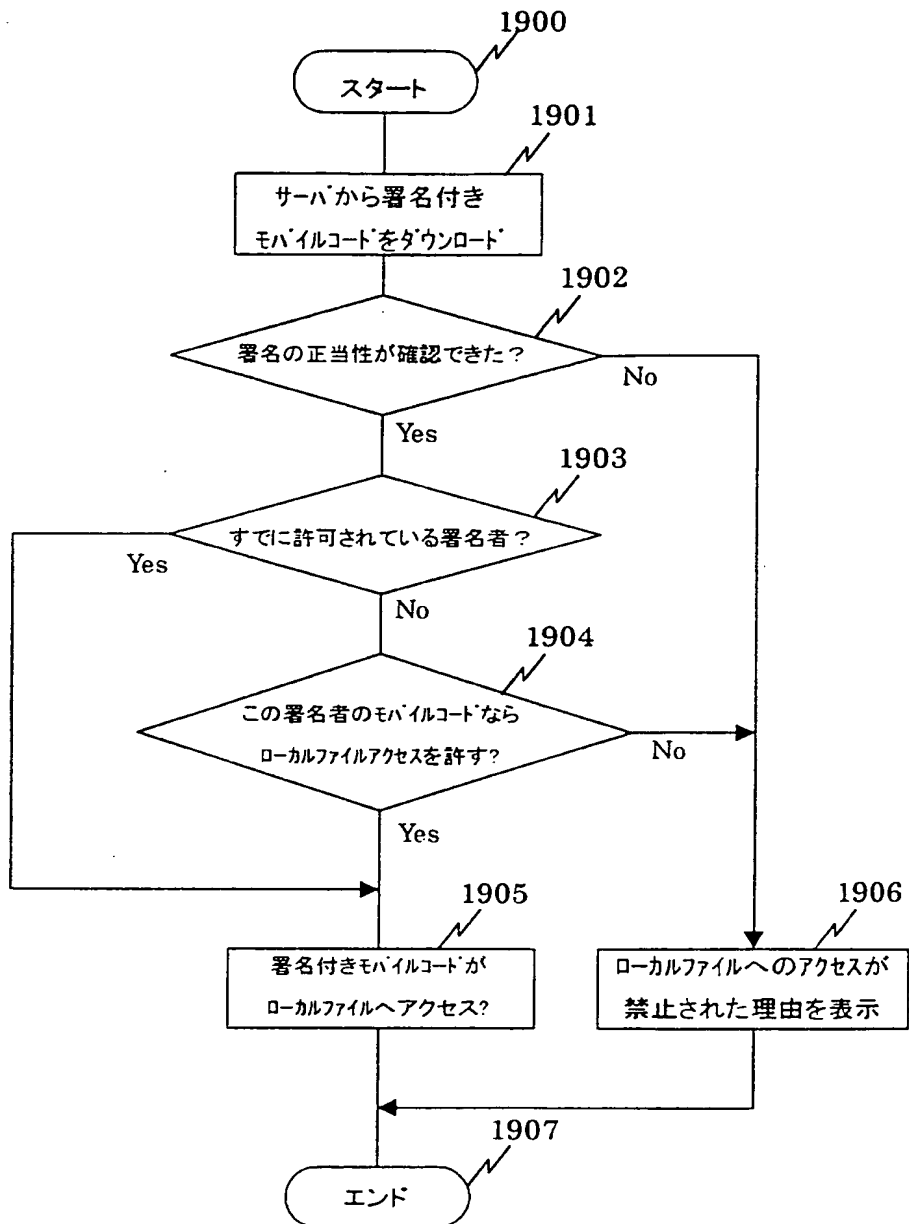 1900
スタート
1901
サーバから署名付き
モバイルコードをダウンロード
1902
署名の正当性が確認できた?
No
Yes
1903
すでに許可されている署名者?
Yes
No
1904
この署名者のモバイルコードなら
ローカルファイルアクセスを許す?
No
Yes
1905
署名付きモバイルコードが
ローカルファイルへアクセス?
1906
ローカルファイルへのアクセスが
禁止された理由を表示
1907
エンド